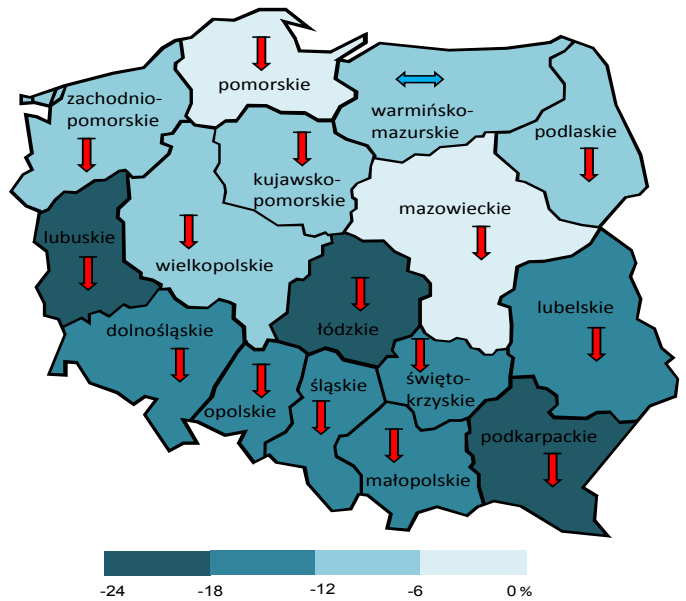 pomorskie
zachodnio-
pomorskie
warmińsko-
mazurskie
podlaskie
kujawsko-
pomorskie
mazowieckie
lubuskie
wielkopolskie
lubelskie
dolnośląskie
łódzkie
święto-
krzyskie
śląskie
opolskie
podkarpackie
małopolskie
-24 -18 -12 -6 0 %